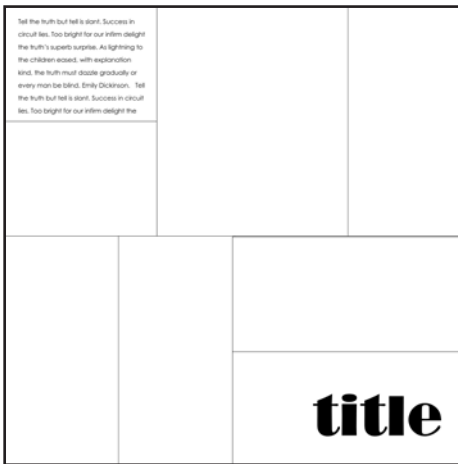 Tell the truth but tell is slant. Success in
circuit lies. Too bright for our infirm delight
the truth's superb surprise. As lightning to
the children eased. with explanation
kind, the truth must dazzle gradually or
every man be blind. Emily Dickinson. Tell
the truth but tell is slant. Success in circuit
lies. Too bright for our infirm delight the
title